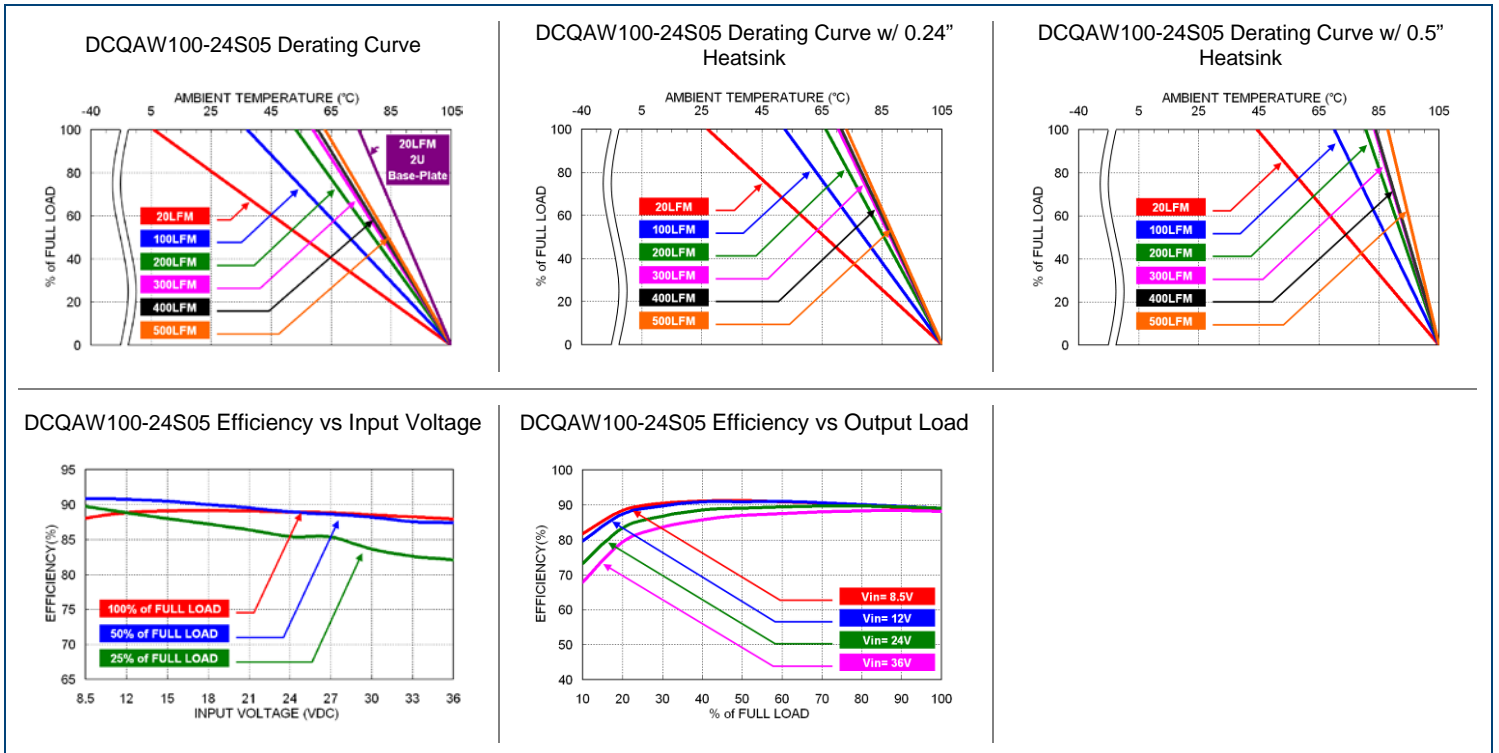 DCQAW100-24S05 Derating Curve
AMBIENT TEMPERATURE (°C)
-40 5 25 45 65 85 105
% of FULL LOAD
100
80
60
40
20
0
20LFM
2U
Base-Plate
20LFM
100LFM
200LFM
300LFM
400LFM
500LFM
DCQAW100-24S05 Derating Curve w/ 0.24”
Heatsink
AMBIENT TEMPERATURE (°C)
-40 5 25 45 65 85 105
% of FULL LOAD
100
80
60
40
20
0
20LFM
100LFM
200LFM
300LFM
400LFM
500LFM
DCQAW100-24S05 Derating Curve w/ 0.5”
Heatsink
AMBIENT TEMPERATURE (°C)
-40 5 25 45 65 85 105
% of FULL LOAD
100
80
60
40
20
0
20LFM
100LFM
200LFM
300LFM
400LFM
500LFM
DCQAW100-24S05 Efficiency vs Input Voltage
EFFICIENCY(%)
95
90
85
80
75
70
65
100% of FULL LOAD
50% of FULL LOAD
25% of FULL LOAD
8.5 12 15 18 21 24 27 30 33 36
INPUT VOLTAGE (VDC)
DCQAW100-24S05 Efficiency vs Output Load
EFFICIENCY(%)
100
90
80
70
60
50
40
Vin= 8.5V
Vin= 12V
Vin= 24V
Vin= 36V
10 20 30 40 50 60 70 80 90 100
% of FULL LOAD